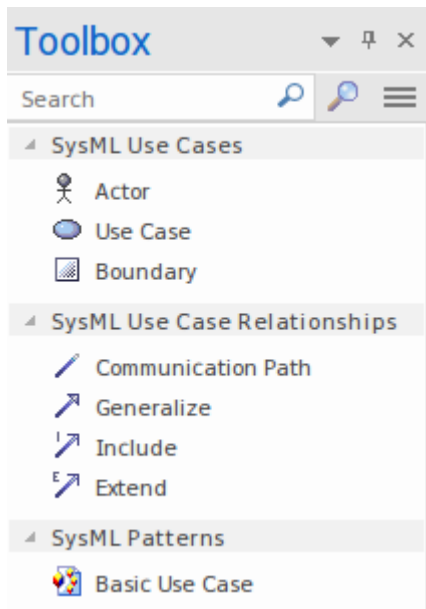 Toolbox
Search
SysML Use Cases
Actor
Use Case
Boundary
SysML Use Case Relationships
Communication Path
Generalize
I
Include
E
Extend
SysML Patterns
Basic Use Case